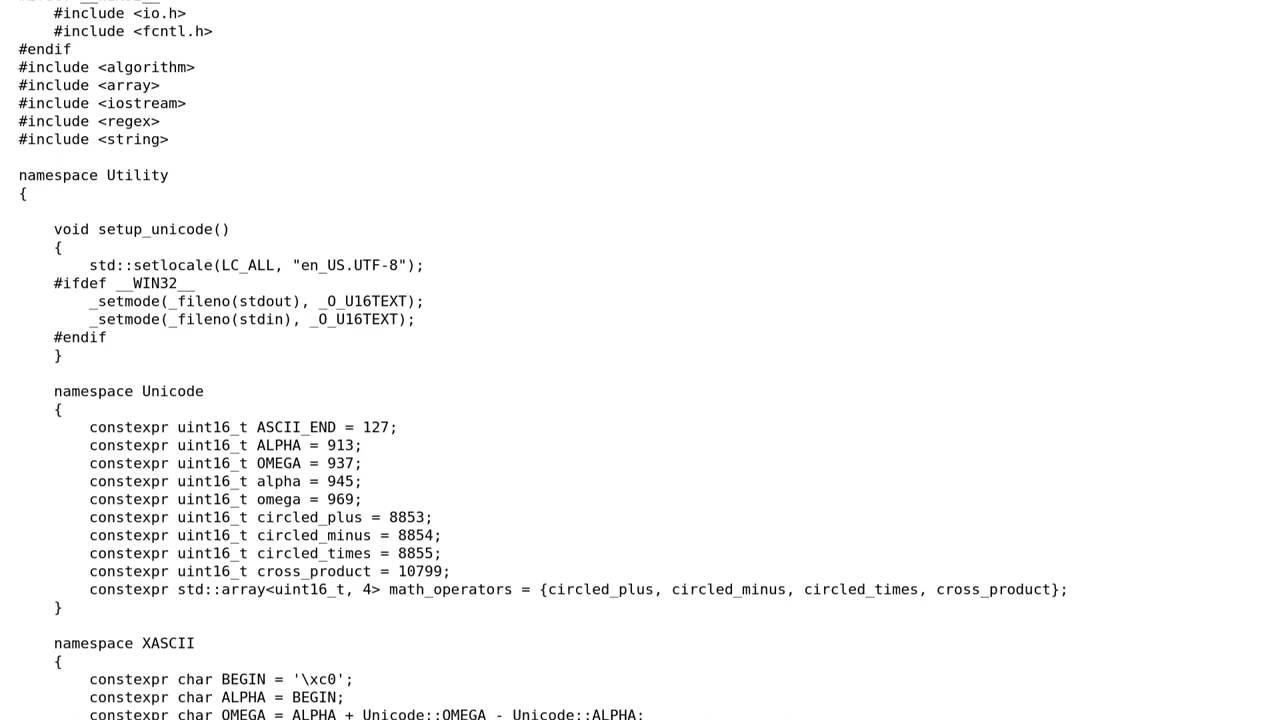 #include <io.h>
    #include <fcntl.h>
#endif
#include <algorithm>
#include <array>
#include <iostream>
#include <regex>
#include <string>

namespace Utility
{

    void setup_unicode()
    {
        std::setlocale(LC_ALL, "en_US.UTF-8");
    #ifdef __WIN32__
        _setmode(_fileno(stdout), _O_U16TEXT);
        _setmode(_fileno(stdin), _O_U16TEXT);
    #endif
    }

    namespace Unicode
    {
        constexpr uint16_t ASCII_END = 127;
        constexpr uint16_t ALPHA = 913;
        constexpr uint16_t OMEGA = 937;
        constexpr uint16_t alpha = 945;
        constexpr uint16_t omega = 969;
        constexpr uint16_t circled_plus = 8853;
        constexpr uint16_t circled_minus = 8854;
        constexpr uint16_t circled_times = 8855;
        constexpr uint16_t cross_product = 10799;
        constexpr std::array<uint16_t, 4> math_operators = {circled_plus, circled_minus, circled_times, cross_product};
    }

    namespace XASCII
    {
        constexpr char BEGIN = '\xc0';
        constexpr char ALPHA = BEGIN;
        constexpr char OMEGA = ALPHA + Unicode::OMEGA - Unicode::ALPHA;